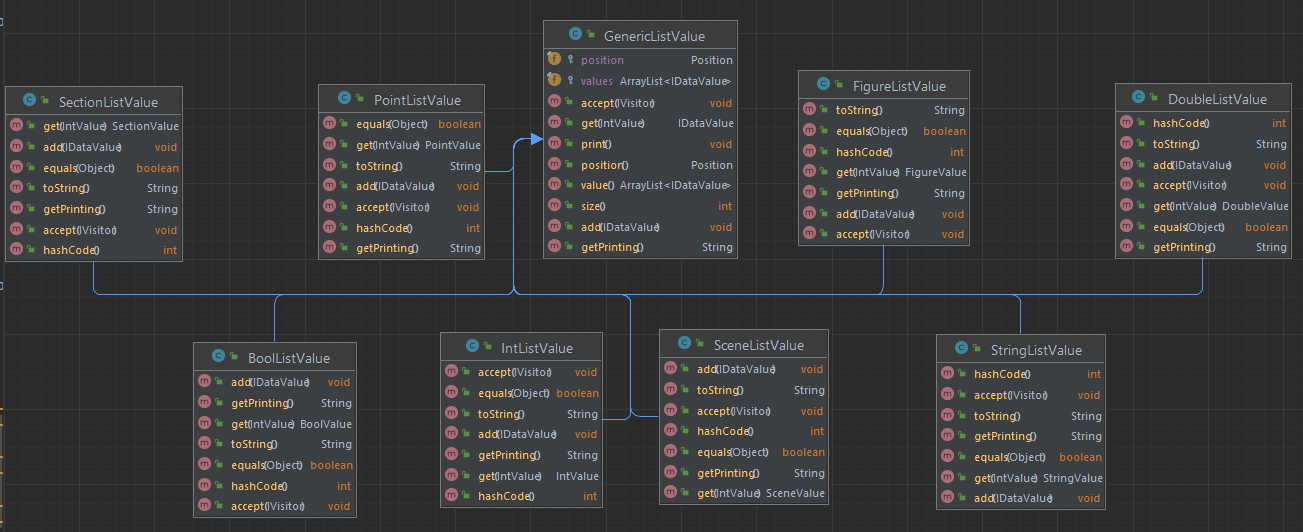 GenericListValue
position Position
values ArrayList<IDataValue>
accept(IVisitor) void
get(IntValue) IDataValue
print() void
position() Position
value() ArrayList<IDataValue>
size() int
add(IDataValue) void
getPrinting() String
SectionListValue
get(IntValue) SectionValue
add(IDataValue) void
equals(Object) boolean
toString() String
getPrinting() String
accept(IVisitor) void
hashCode() int
PointListValue
equals(Object) boolean
get(IntValue) PointValue
toString() String
add(IDataValue) void
accept(IVisitor) void
hashCode() int
getPrinting() String
FigureListValue
toString() String
equals(Object) boolean
hashCode() int
get(IntValue) FigureValue
getPrinting() String
add(IDataValue) void
accept(IVisitor) void
DoubleListValue
hashCode() int
toString() String
add(IDataValue) void
accept(IVisitor) void
get(IntValue) DoubleValue
equals(Object) boolean
getPrinting() String
BoolListValue
add(IDataValue) void
getPrinting() String
get(IntValue) BoolValue
toString() String
equals(Object) boolean
hashCode() int
accept(IVisitor) void
IntListValue
accept(IVisitor) void
equals(Object) boolean
toString() String
add(IDataValue) void
getPrinting() String
get(IntValue) IntValue
hashCode() int
SceneListValue
add(IDataValue) void
toString() String
accept(IVisitor) void
hashCode() int
equals(Object) boolean
getPrinting() String
get(IntValue) SceneValue
StringListValue
hashCode() int
accept(IVisitor) void
toString() String
getPrinting() String
equals(Object) boolean
get(IntValue) StringValue
add(IDataValue) void